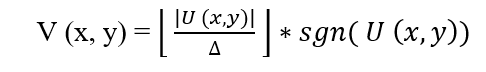 V (x, y) = ⌊ |U (x,y)| / Δ ⌋ * sgn( U (x, y))